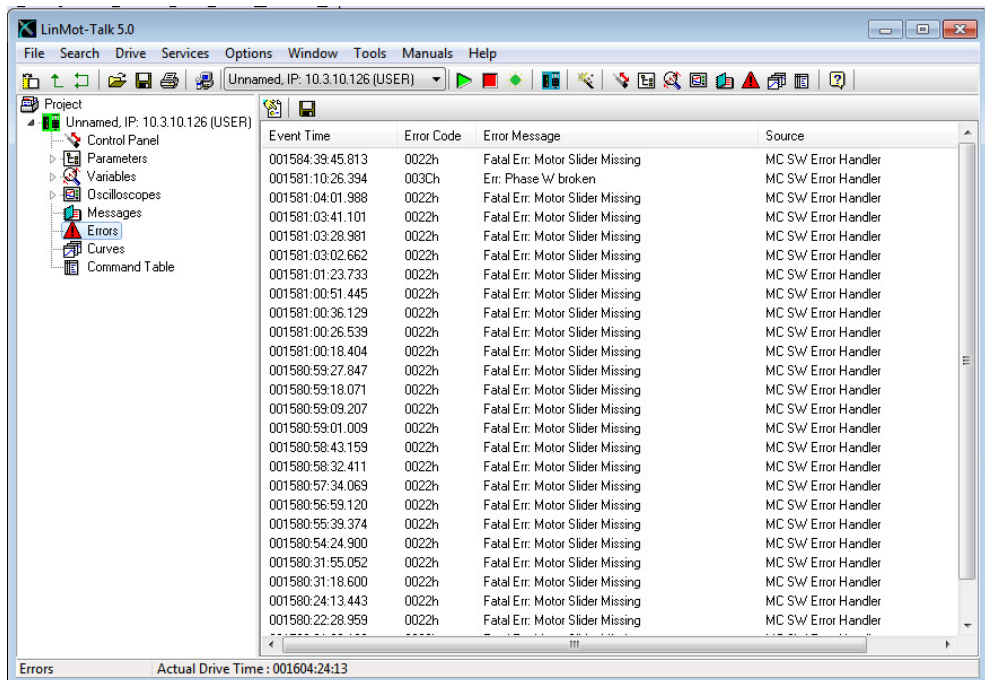 LinMot-Talk 5.0
File Search Drive Services Options Window Tools Manuals Help
Unnamed, IP: 10.3.10.126 (USER)
Project
Unnamed, IP: 10.3.10.126 (USER)
Control Panel
Parameters
Variables
Oscilloscopes
Messages
Errors
Curves
Command Table
Event Time Error Code Error Message Source
001584:39:45.813 0022h Fatal Err: Motor Slider Missing MC SW Error Handler
001581:10:26.394 003Ch Err: Phase W broken MC SW Error Handler
001581:04:01.988 0022h Fatal Err: Motor Slider Missing MC SW Error Handler
001581:03:41.101 0022h Fatal Err: Motor Slider Missing MC SW Error Handler
001581:03:28.981 0022h Fatal Err: Motor Slider Missing MC SW Error Handler
001581:03:02.662 0022h Fatal Err: Motor Slider Missing MC SW Error Handler
001581:01:23.733 0022h Fatal Err: Motor Slider Missing MC SW Error Handler
001581:00:51.445 0022h Fatal Err: Motor Slider Missing MC SW Error Handler
001581:00:36.129 0022h Fatal Err: Motor Slider Missing MC SW Error Handler
001581:00:26.539 0022h Fatal Err: Motor Slider Missing MC SW Error Handler
001581:00:18.404 0022h Fatal Err: Motor Slider Missing MC SW Error Handler
001580:59:27.847 0022h Fatal Err: Motor Slider Missing MC SW Error Handler
001580:59:18.071 0022h Fatal Err: Motor Slider Missing MC SW Error Handler
001580:59:09.207 0022h Fatal Err: Motor Slider Missing MC SW Error Handler
001580:59:01.009 0022h Fatal Err: Motor Slider Missing MC SW Error Handler
001580:58:43.159 0022h Fatal Err: Motor Slider Missing MC SW Error Handler
001580:58:32.411 0022h Fatal Err: Motor Slider Missing MC SW Error Handler
001580:57:34.069 0022h Fatal Err: Motor Slider Missing MC SW Error Handler
001580:56:59.120 0022h Fatal Err: Motor Slider Missing MC SW Error Handler
001580:55:39.374 0022h Fatal Err: Motor Slider Missing MC SW Error Handler
001580:54:24.900 0022h Fatal Err: Motor Slider Missing MC SW Error Handler
001580:31:55.052 0022h Fatal Err: Motor Slider Missing MC SW Error Handler
001580:31:18.600 0022h Fatal Err: Motor Slider Missing MC SW Error Handler
001580:24:13.443 0022h Fatal Err: Motor Slider Missing MC SW Error Handler
001580:22:28.959 0022h Fatal Err: Motor Slider Missing MC SW Error Handler
Errors Actual Drive Time : 001604:24:13